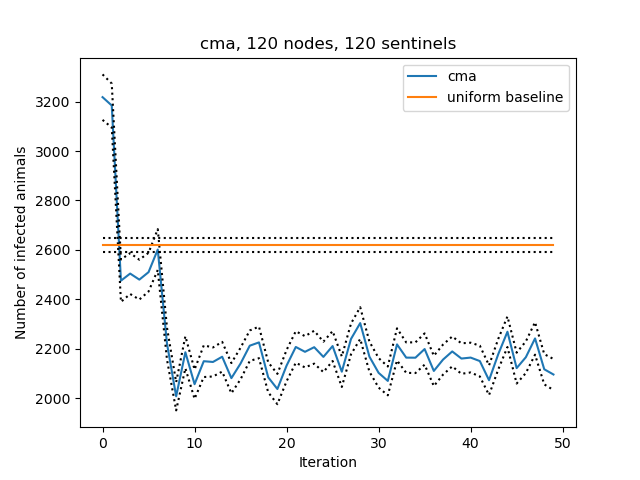 cma, 120 nodes, 120 sentinels
cma
uniform baseline
Number of infected animals
3200
3000
2800
2600
2400
2200
2000
0 10 20 30 40 50
Iteration